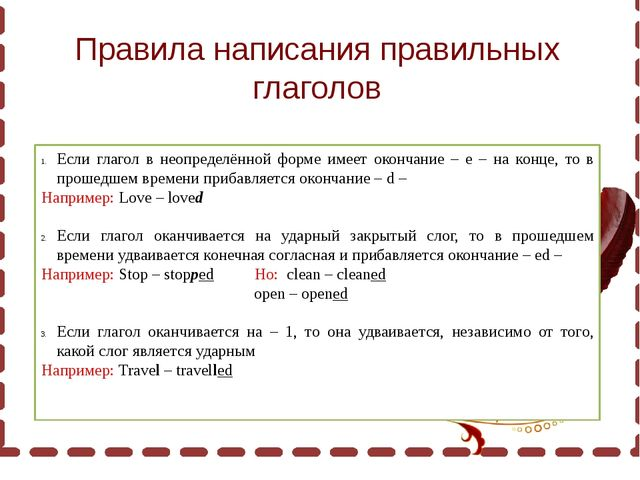 Правила написания правильных
глаголов
1. Если глагол в неопределённой форме имеет окончание – e – на конце, то в
прошедшем времени прибавляется окончание – d –
Например: Love – loved
2. Если глагол оканчивается на ударный закрытый слог, то в прошедшем
времени удваивается конечная согласная и прибавляется окончание – ed –
Например: Stop – stopped Но: clean – cleaned
open – opened
3. Если глагол оканчивается на – 1, то она удваивается, независимо от того,
какой слог является ударным
Например: Travel – travelled